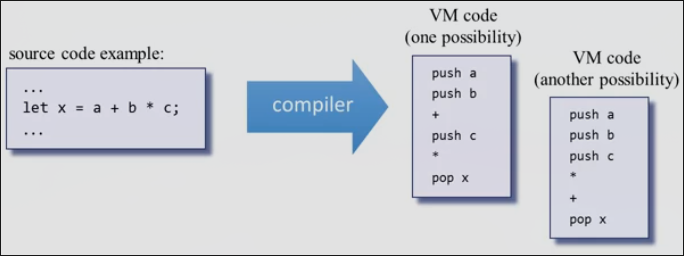 source code example:
...
let x = a + b * c;
...
compiler
VM code
(one possibility)
push a
push b
+
push c
*
pop x
VM code
(another possibility)
push a
push b
push c
*
+
pop x